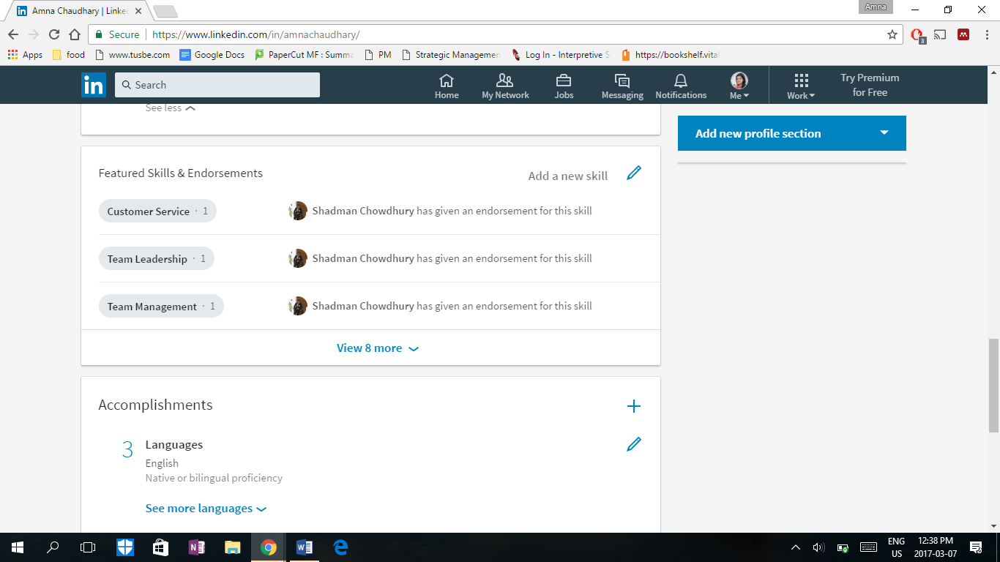 Amna Chaudhary | Linke
Amna
Secure
https://www.linkedin.com/in/amnachaudhary/
3
Apps
food
www.tusbe.com
Google Docs
PaperCut MF : Summa
PM
Strategic Managemen
Log In - Interpretive S
https://bookshelf.vital
in
Search
Home
My Network
Jobs
Messaging
Notifications
Me
Work
Try Premium
for Free
See less
Add new profile section
Featured Skills & Endorsements
Add a new skill
Customer Service · 1
Shadman Chowdhury has given an endorsement for this skill
Team Leadership · 1
Shadman Chowdhury has given an endorsement for this skill
Team Management · 1
Shadman Chowdhury has given an endorsement for this skill
View 8 more
Accomplishments
3
Languages
English
Native or bilingual proficiency
See more languages
ENG
US
12:38 PM
2017-03-07